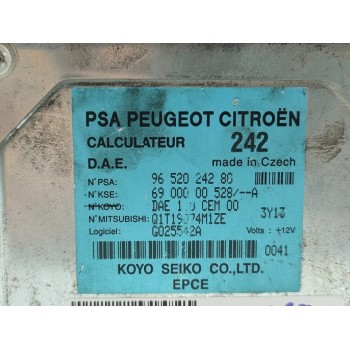 PSA PEUGEOT CITROËN
CALCULATEUR 242
D.A.E. made in Czech
N°PSA: 96 520 242 80
N°KSE: 69 000 00 528/--A
N°KOYO: DAE 1.0 CEM 00
N°MITSUBISHI: Q1T19074M1ZE 3Y13
Logiciel: G025542A Volts : +12V
0041
KOYO SEIKO CO.,LTD.
EPCE